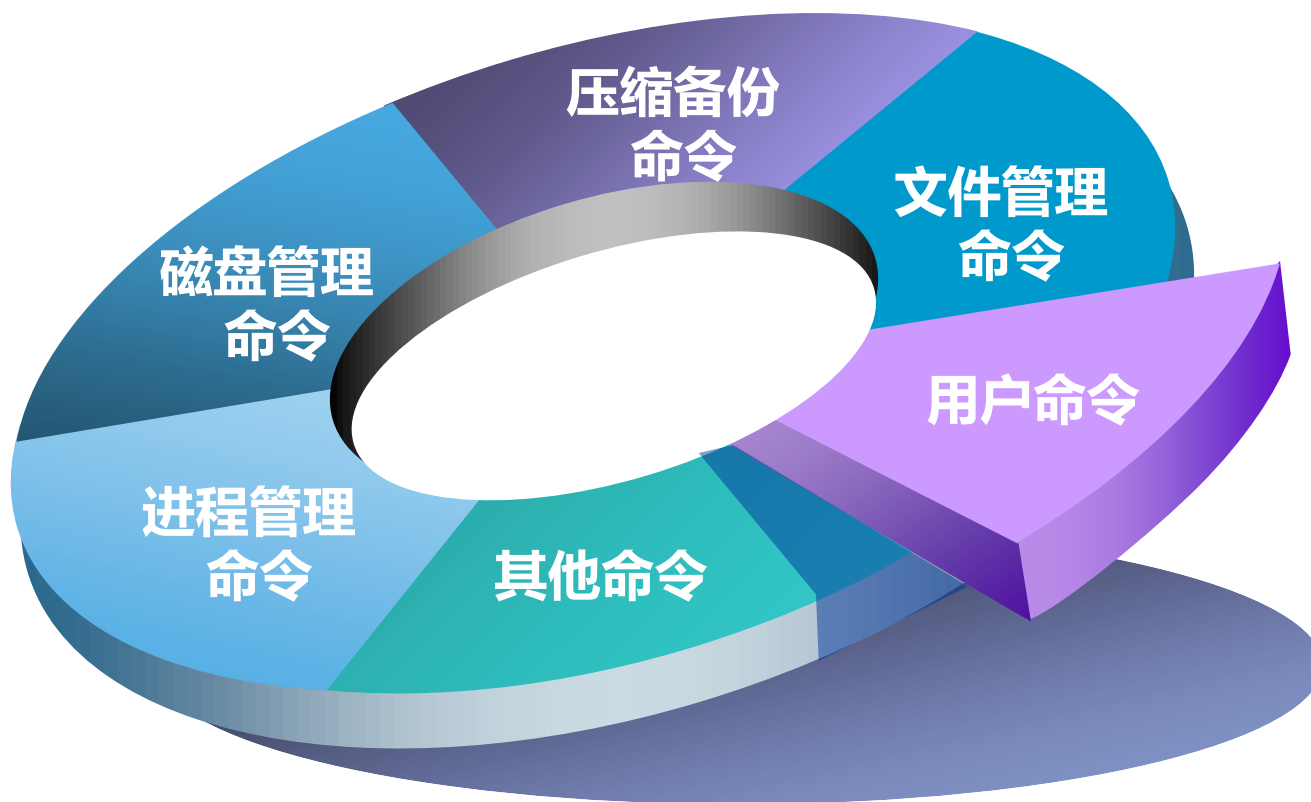 压缩备份
命令
文件管理
命令
磁盘管理
命令
用户命令
进程管理
命令
其他命令